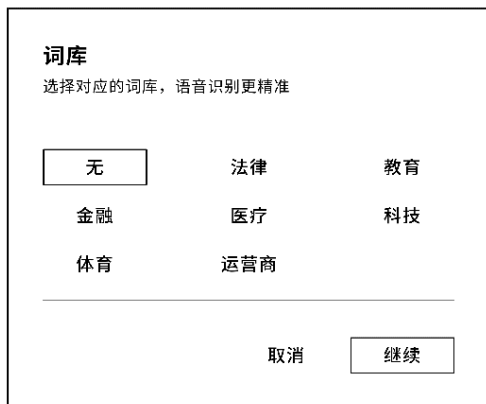 词库
选择对应的词库，语音识别更精准
无 法律 教育
金融 医疗 科技
体育 运营商
取消 继续